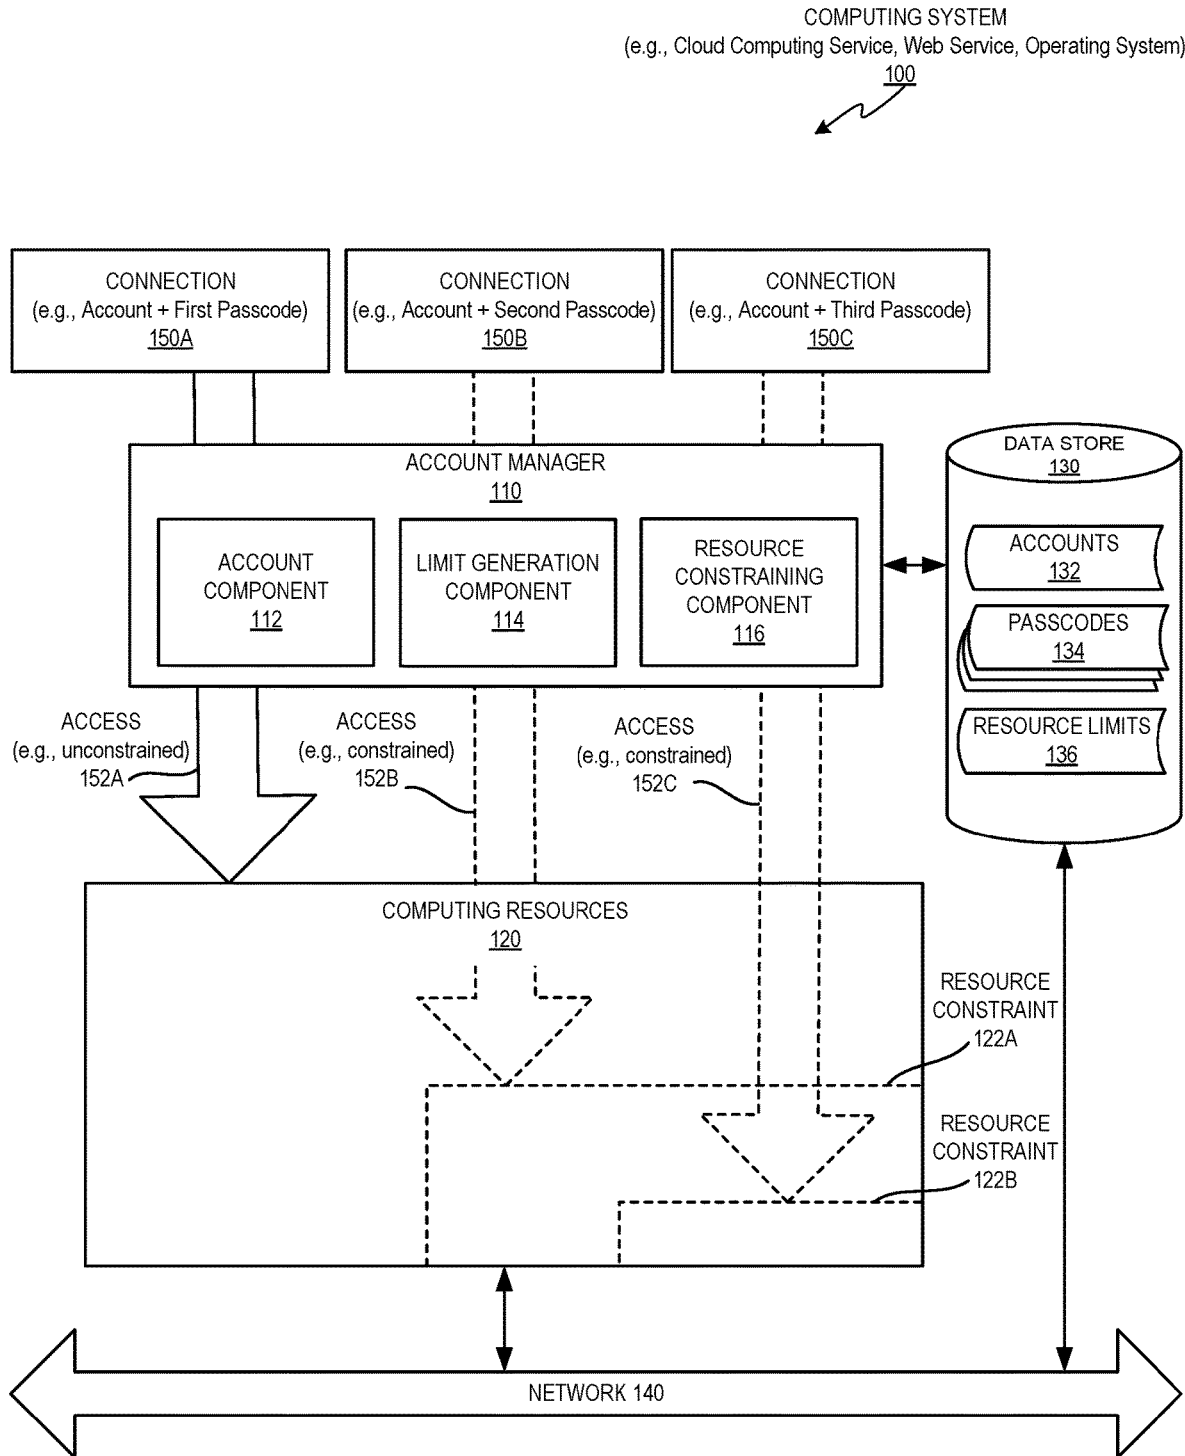 COMPUTING SYSTEM
(e.g., Cloud Computing Service, Web Service, Operating System)
100
CONNECTION
(e.g., Account + First Passcode)
150A
CONNECTION
(e.g., Account + Second Passcode)
150B
CONNECTION
(e.g., Account + Third Passcode)
150C
ACCOUNT MANAGER
110
ACCOUNT
COMPONENT
112
LIMIT GENERATION
COMPONENT
114
RESOURCE
CONSTRAINING
COMPONENT
116
DATA STORE
130
ACCOUNTS
132
PASSCODES
134
RESOURCE LIMITS
136
ACCESS
(e.g., unconstrained)
152A
ACCESS
(e.g., constrained)
152B
ACCESS
(e.g., constrained)
152C
COMPUTING RESOURCES
120
RESOURCE
CONSTRAINT
122A
RESOURCE
CONSTRAINT
122B
NETWORK 140